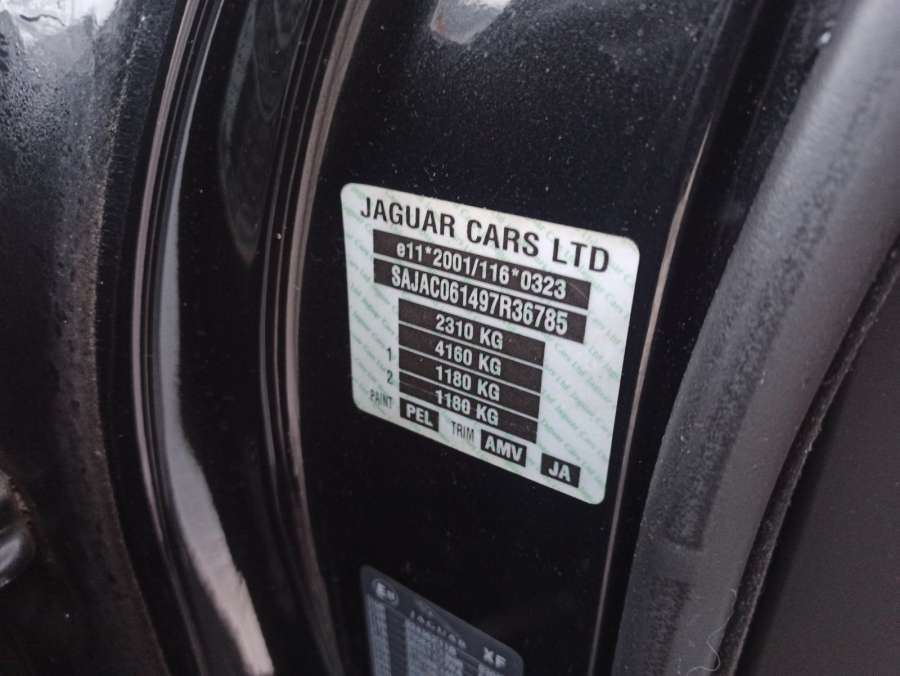 JAGUAR CARS LTD
e11*2001/116*0323
SAJAC061497R36785
2310 KG
4160 KG
1 1180 KG
2 1180 KG
PAINT PEL TRIM AMV JA
JAGUAR XF